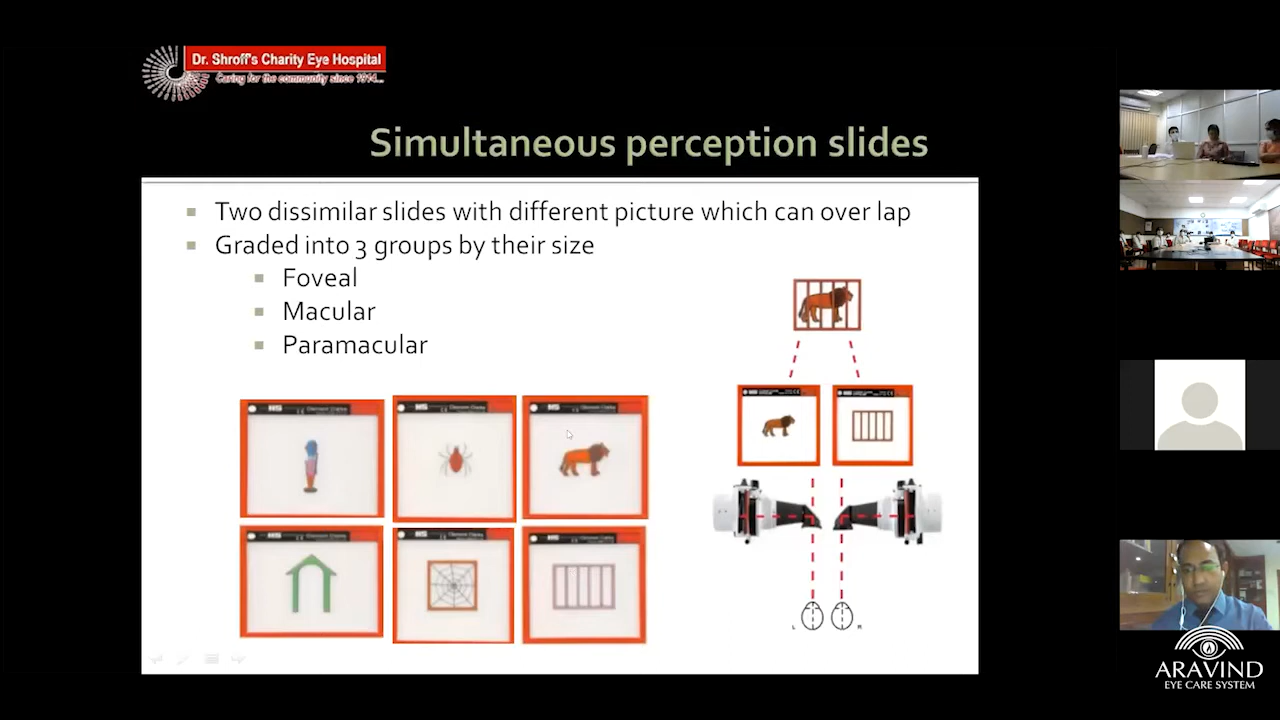 Dr. Shroff's Charity Eye Hospital
Caring for the community since 1914...
Simultaneous perception slides
Two dissimilar slides with different picture which can over lap
Graded into 3 groups by their size
Foveal
Macular
Paramacular
L
R
ARAVIND
EYE CARE SYSTEM